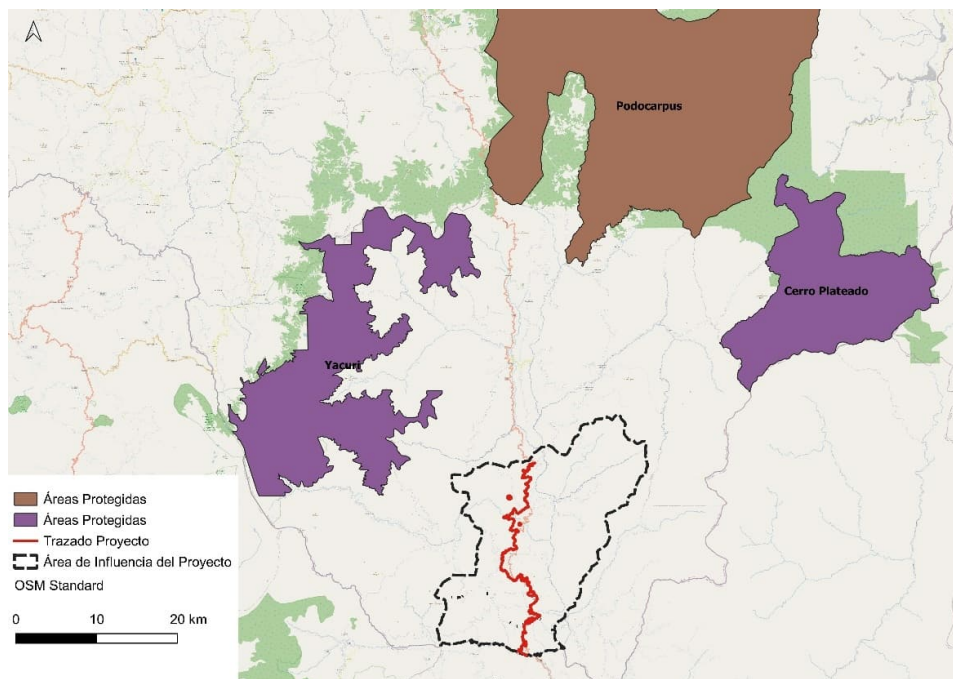 Podocarpus
Cerro Plateado
Yacuri
Áreas Protegidas
Áreas Protegidas
Trazado Proyecto
Área de Influencia del Proyecto
OSM Standard
0 10 20 km